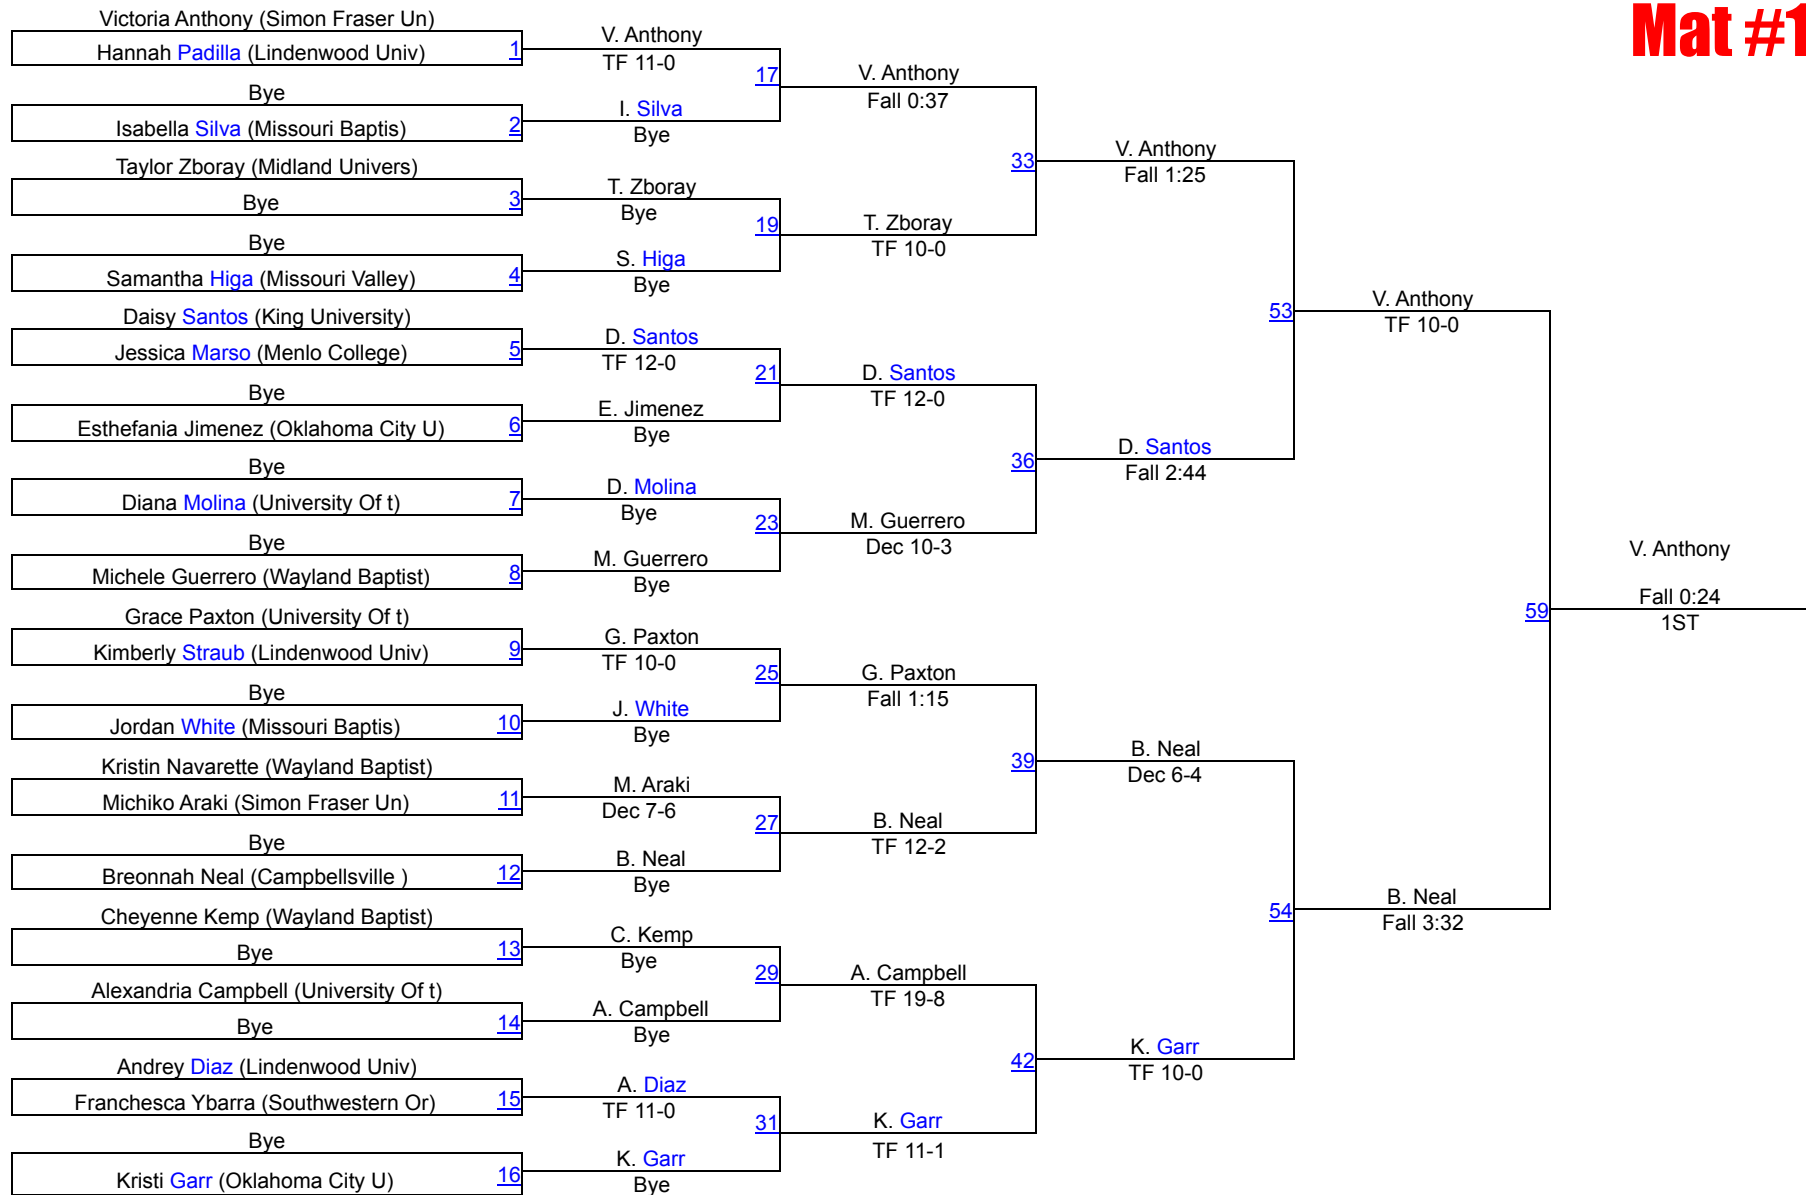 Mat #1
Victoria Anthony (Simon Fraser Un)
Hannah Padilla (Lindenwood Univ) 1
Bye
Isabella Silva (Missouri Baptis) 2
Taylor Zboray (Midland Univers)
Bye 3
Bye
Samantha Higa (Missouri Valley) 4
Daisy Santos (King University)
Jessica Marso (Menlo College) 5
Bye
Esthefania Jimenez (Oklahoma City U) 6
Bye
Diana Molina (University Of t) 7
Bye
Michele Guerrero (Wayland Baptist) 8
Grace Paxton (University Of t)
Kimberly Straub (Lindenwood Univ) 9
Bye
Jordan White (Missouri Baptis) 10
Kristin Navarette (Wayland Baptist)
Michiko Araki (Simon Fraser Un) 11
Bye
Breonnah Neal (Campbellsville ) 12
Cheyenne Kemp (Wayland Baptist)
Bye 13
Alexandria Campbell (University Of t)
Bye 14
Andrey Diaz (Lindenwood Univ)
Franchesca Ybarra (Southwestern Or) 15
Bye
Kristi Garr (Oklahoma City U) 16
V. Anthony
TF 11-0
17
I. Silva
Bye
T. Zboray
Bye
19
S. Higa
Bye
D. Santos
TF 12-0
21
E. Jimenez
Bye
D. Molina
Bye
23
M. Guerrero
Bye
G. Paxton
TF 10-0
25
J. White
Bye
M. Araki
Dec 7-6
27
B. Neal
Bye
C. Kemp
Bye
29
A. Campbell
Bye
A. Diaz
TF 11-0
31
K. Garr
Bye
V. Anthony
Fall 0:37
33
T. Zboray
TF 10-0
D. Santos
TF 12-0
36
M. Guerrero
Dec 10-3
G. Paxton
Fall 1:15
39
B. Neal
TF 12-2
A. Campbell
TF 19-8
42
K. Garr
TF 11-1
V. Anthony
Fall 1:25
53
D. Santos
Fall 2:44
B. Neal
Dec 6-4
54
K. Garr
TF 10-0
V. Anthony
TF 10-0
59
B. Neal
Fall 3:32
V. Anthony
Fall 0:24
1ST